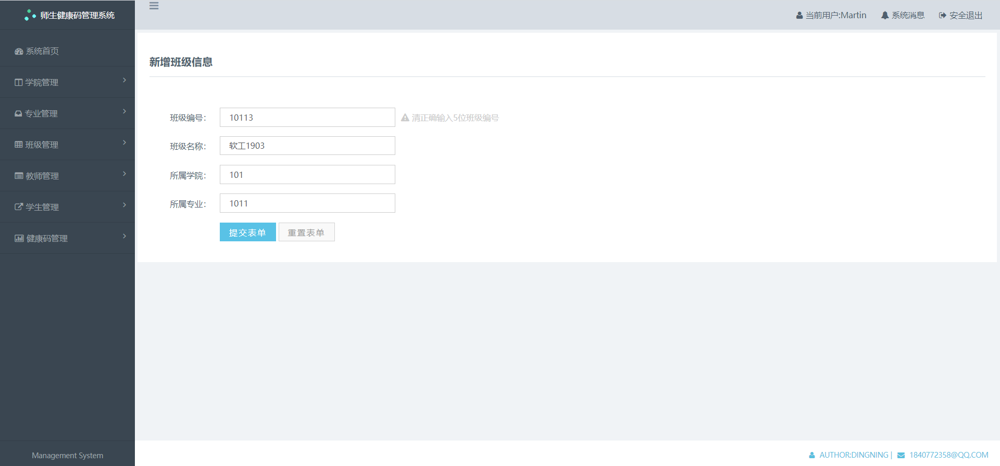 师生健康码管理系统
当前用户:Martin 系统消息 安全退出
系统首页
学院管理
专业管理
班级管理
教师管理
学生管理
健康码管理
新增班级信息
班级编号： 10113 清正确输入5位班级编号
班级名称： 软工1903
所属学院： 101
所属专业： 1011
提交表单 重置表单
Management System
AUTHOR:DINGNING | 1840772358@QQ.COM